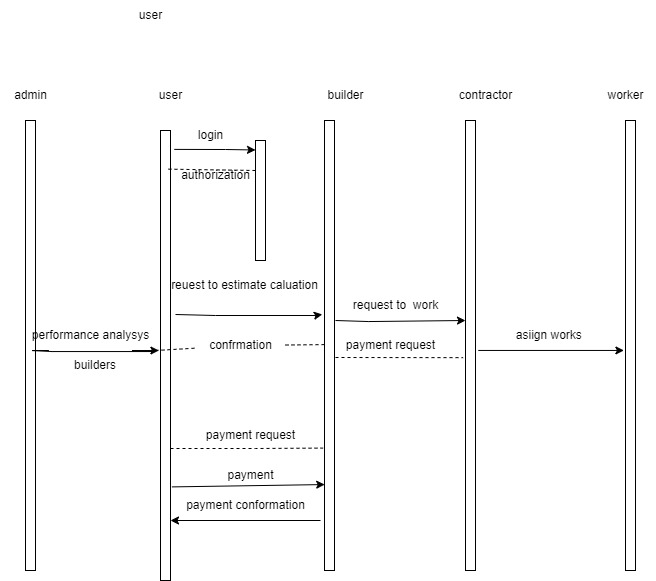 user
admin
user
builder
contractor
worker
login
authorization
reuest to estimate caluation
request to work
performance analysys
confrmation
payment request
asiign works
builders
payment request
payment
payment conformation